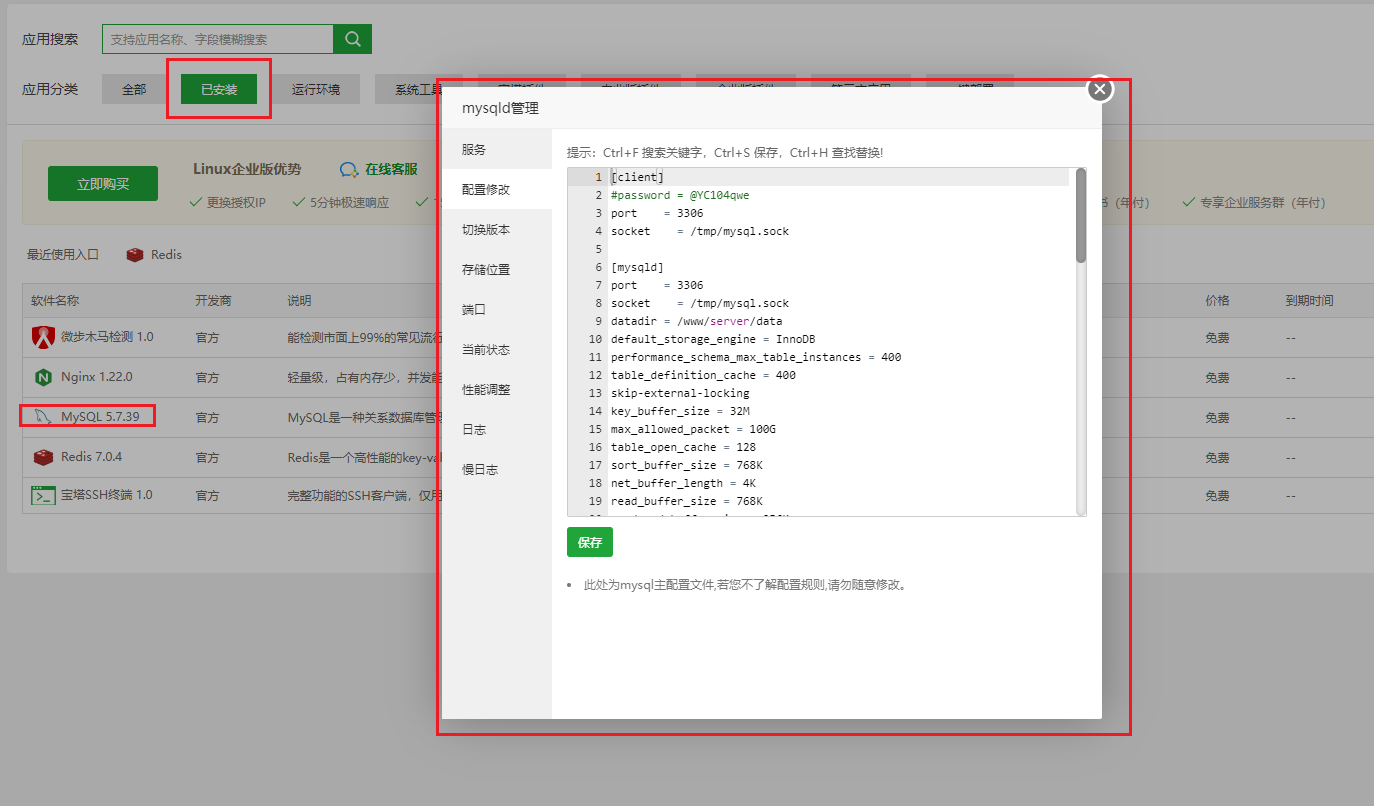 应用搜索 支持应用名称、字段模糊搜索
应用分类 全部 已安装 运行环境 系统工具
mysqld管理
立即购买 Linux企业版优势 在线客服
更换授权IP 5分钟极速响应 (年付) 专享企业服务群（年付）
最近使用入口 Redis
软件名称 开发商 说明 价格 到期时间
微步木马检测 1.0 官方 能检测市面上99%的常见流行 免费 --
Nginx 1.22.0 官方 轻量级，占有内存少，并发能 免费 --
MySQL 5.7.39 官方 MySQL是一种关系数据库管理 免费 --
Redis 7.0.4 官方 Redis是一个高性能的key-val 免费 --
宝塔SSH终端 1.0 官方 完整功能的SSH客户端，仅用 免费 --
服务
配置修改
切换版本
存储位置
端口
当前状态
性能调整
日志
慢日志
提示：Ctrl+F 搜索关键字，Ctrl+S 保存，Ctrl+H 查找替换!
1 [client]
2 #password = @YC104qwe
3 port = 3306
4 socket = /tmp/mysql.sock
5
6 [mysqld]
7 port = 3306
8 socket = /tmp/mysql.sock
9 datadir = /www/server/data
10 default_storage_engine = InnoDB
11 performance_schema_max_table_instances = 400
12 table_definition_cache = 400
13 skip-external-locking
14 key_buffer_size = 32M
15 max_allowed_packet = 100G
16 table_open_cache = 128
17 sort_buffer_size = 768K
18 net_buffer_length = 4K
19 read_buffer_size = 768K
保存
此处为mysql主配置文件,若您不了解配置规则,请勿随意修改。